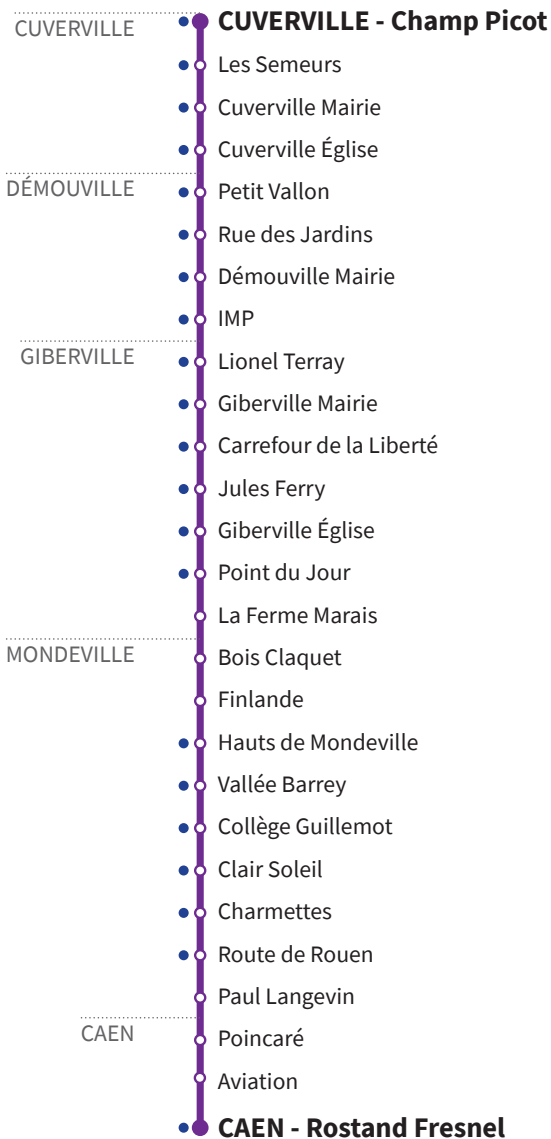 CUVERVILLE
CUVERVILLE - Champ Picot
Les Semeurs
Cuverville Mairie
Cuverville Église
DÉMOUVILLE
Petit Vallon
Rue des Jardins
Démouville Mairie
IMP
GIBERVILLE
Lionel Terray
Giberville Mairie
Carrefour de la Liberté
Jules Ferry
Giberville Église
Point du Jour
La Ferme Marais
MONDEVILLE
Bois Claquet
Finlande
Hauts de Mondeville
Vallée Barrey
Collège Guillemot
Clair Soleil
Charmettes
Route de Rouen
Paul Langevin
CAEN
Poincaré
Aviation
CAEN - Rostand Fresnel